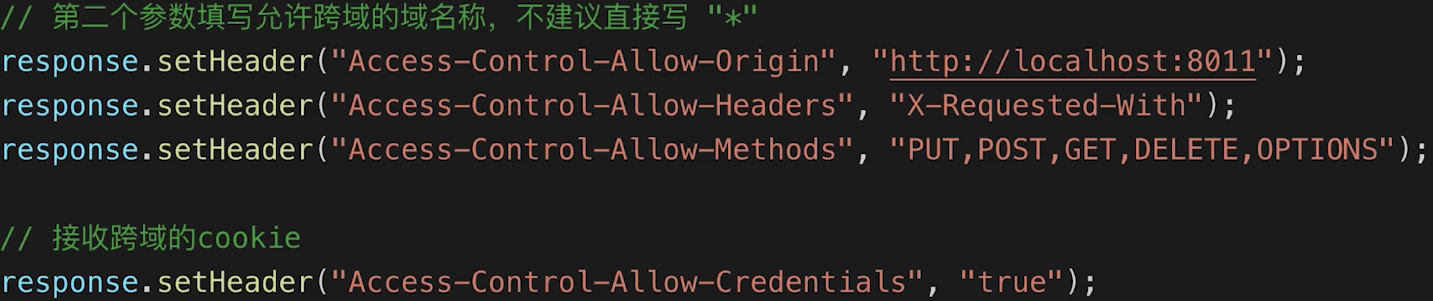 // 第二个参数填写允许跨域的域名称，不建议直接写 "*"
response.setHeader("Access-Control-Allow-Origin", "http://localhost:8011");
response.setHeader("Access-Control-Allow-Headers", "X-Requested-With");
response.setHeader("Access-Control-Allow-Methods", "PUT,POST,GET,DELETE,OPTIONS");
// 接收跨域的cookie
response.setHeader("Access-Control-Allow-Credentials", "true");